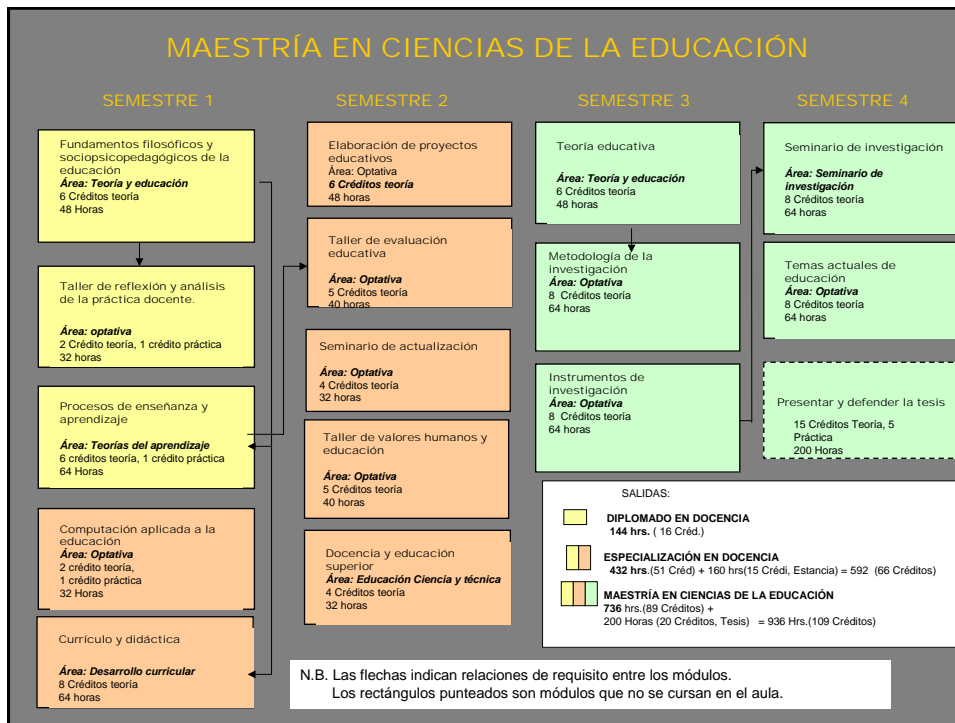 MAESTRÍA EN CIENCIAS DE LA EDUCACIÓN
SEMESTRE 1
Fundamentos filosóficos y
sociopsicopedagógicos de la
educación
Área: Teoría y educación
6 Créditos teoría
48 Horas
Taller de reflexión y análisis
de la práctica docente.
Área: optativa
2 Crédito teoría, 1 crédito práctica
32 horas
Procesos de enseñanza y
aprendizaje
Área: Teorías del aprendizaje
6 créditos teoría, 1 crédito práctica
64 Horas
Computación aplicada a la
educación
Área: Optativa
2 crédito teoría,
1 crédito práctica
32 Horas
Currículo y didáctica
Área: Desarrollo curricular
8 Créditos teoría
64 horas
SEMESTRE 2
Elaboración de proyectos
educativos
Área: Optativa
6 Créditos teoría
48 horas
Taller de evaluación
educativa
Área: Optativa
5 Créditos teoría
40 horas
Seminario de actualización
Área: Optativa
4 Créditos teoría
32 horas
Taller de valores humanos y
educación
Área: Optativa
5 Créditos teoría
40 horas
Docencia y educación
superior
Área: Educación Ciencia y técnica
4 Créditos teoría
32 horas
SEMESTRE 3
Teoría educativa
Área: Teoría y educación
6 Créditos teoría
48 horas
Metodología de la
investigación
Área: Optativa
8 Créditos teoría
64 horas
Instrumentos de
investigación
Área: Optativa
8 Créditos teoría
64 horas
SEMESTRE 4
Seminario de investigación
Área: Seminario de
investigación
8 Créditos teoría
64 horas
Temas actuales de
educación
Área: Optativa
8 Créditos teoría
64 horas
Presentar y defender la tesis
15 Créditos Teoría, 5
Práctica
200 Horas
SALIDAS:
DIPLOMADO EN DOCENCIA
144 hrs. ( 16 Créd.)
ESPECIALIZACIÓN EN DOCENCIA
432 hrs.(51 Créd) + 160 hrs(15 Crédi, Estancia) = 592 (66 Créditos)
MAESTRÍA EN CIENCIAS DE LA EDUCACIÓN
736 hrs.(89 Créditos) +
200 Horas (20 Créditos, Tesis) = 936 Hrs.(109 Créditos)
N.B. Las flechas indican relaciones de requisito entre los módulos.
Los rectángulos punteados son módulos que no se cursan en el aula.